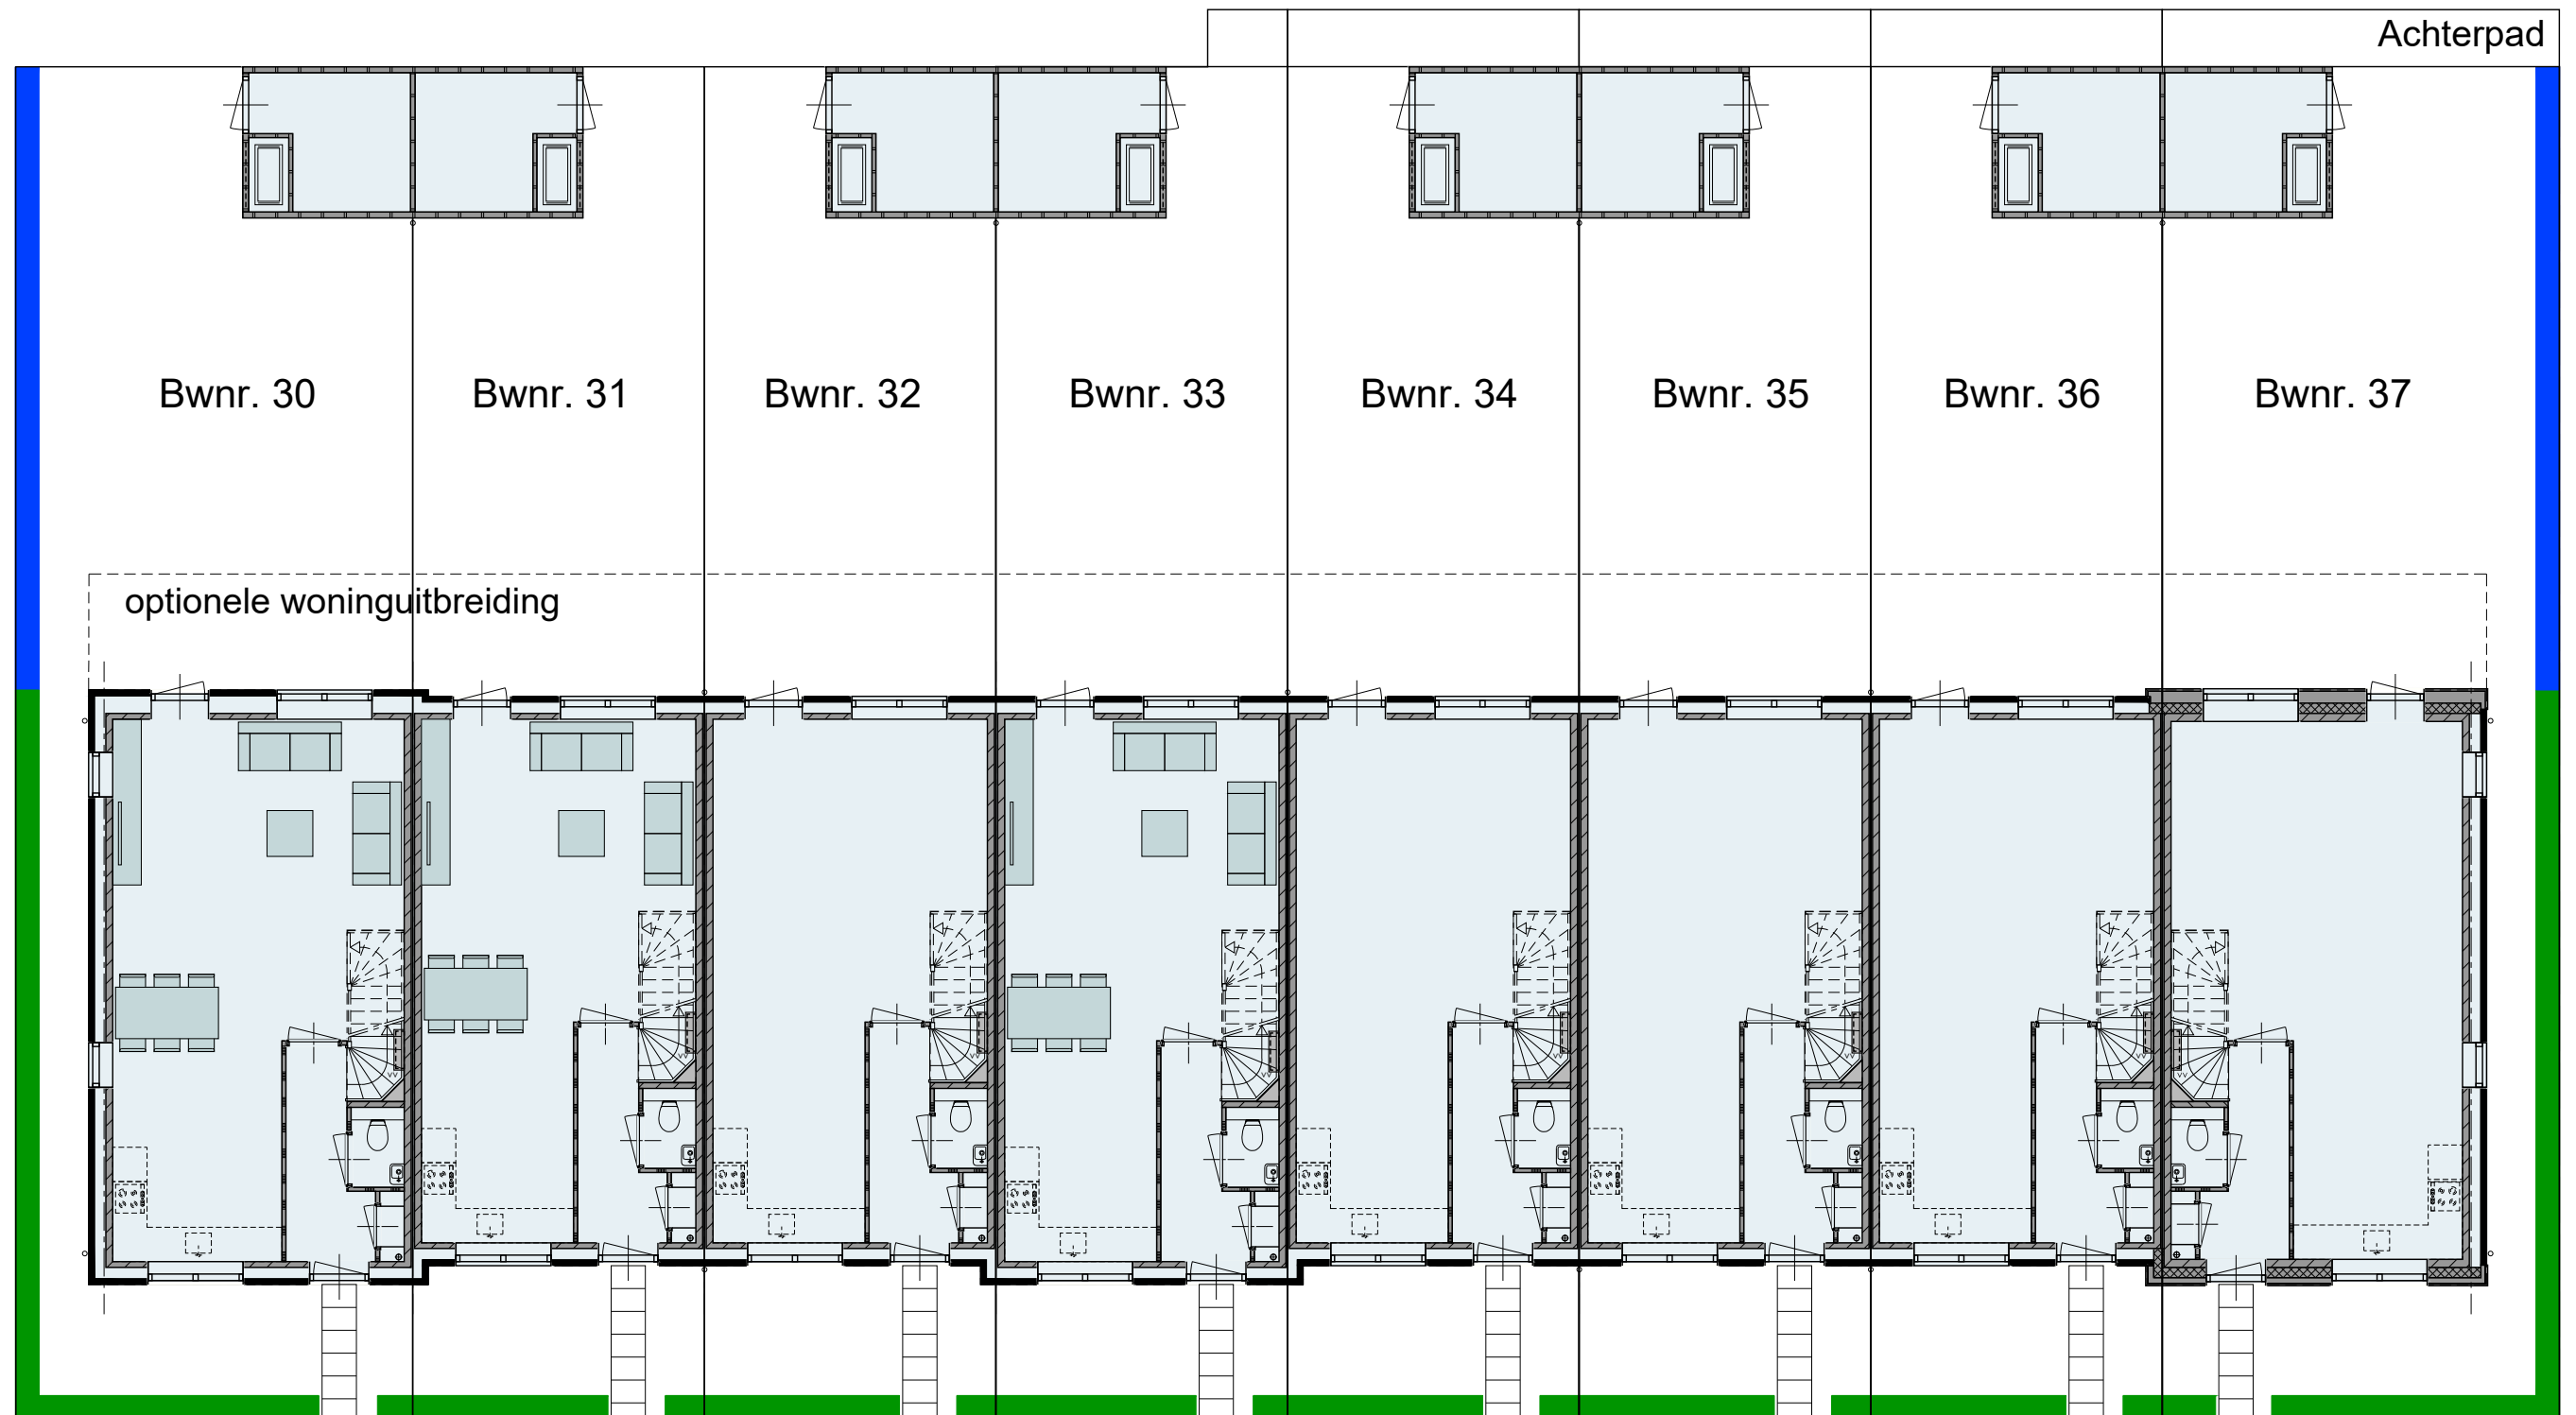 Achterpad
Bwnr. 30
Bwnr. 31
Bwnr. 32
Bwnr. 33
Bwnr. 34
Bwnr. 35
Bwnr. 36
Bwnr. 37
optionele woninguitbreiding